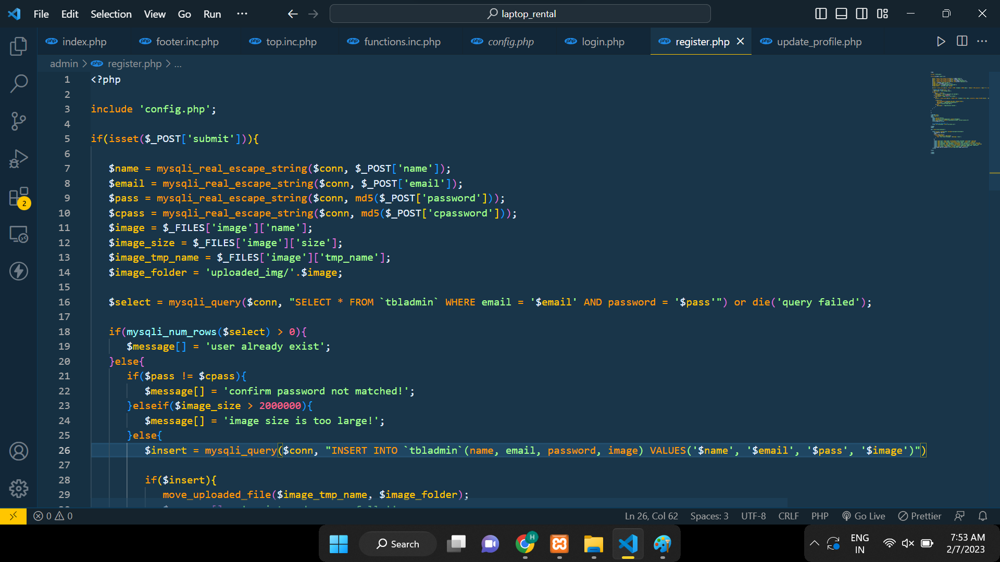 File Edit Selection View Go Run ··· laptop_rental
index.php footer.inc.php top.inc.php functions.inc.php config.php login.php register.php update_profile.php
admin > register.php > ...
1 <?php
2
3 include 'config.php';
4
5 if(isset($_POST['submit'])){
6
7 $name = mysqli_real_escape_string($conn, $_POST['name']);
8 $email = mysqli_real_escape_string($conn, $_POST['email']);
9 $pass = mysqli_real_escape_string($conn, md5($_POST['password']));
10 $cpass = mysqli_real_escape_string($conn, md5($_POST['cpassword']));
11 $image = $_FILES['image']['name'];
12 $image_size = $_FILES['image']['size'];
13 $image_tmp_name = $_FILES['image']['tmp_name'];
14 $image_folder = 'uploaded_img/'.$image;
15
16 $select = mysqli_query($conn, "SELECT * FROM `tbladmin` WHERE email = '$email' AND password = '$pass'") or die('query failed');
17
18 if(mysqli_num_rows($select) > 0){
19 $message[] = 'user already exist';
20 }else{
21 if($pass != $cpass){
22 $message[] = 'confirm password not matched!';
23 }elseif($image_size > 2000000){
24 $message[] = 'image size is too large!';
25 }else{
26 $insert = mysqli_query($conn, "INSERT INTO `tbladmin`(name, email, password, image) VALUES('$name', '$email', '$pass', '$image')")
27
28 if($insert){
29 move_uploaded_file($image_tmp_name, $image_folder);
2
0 0 Ln 26, Col 62 Spaces: 3 UTF-8 CRLF PHP Go Live Prettier
Search
H
ENG
IN
7:53 AM
2/7/2023